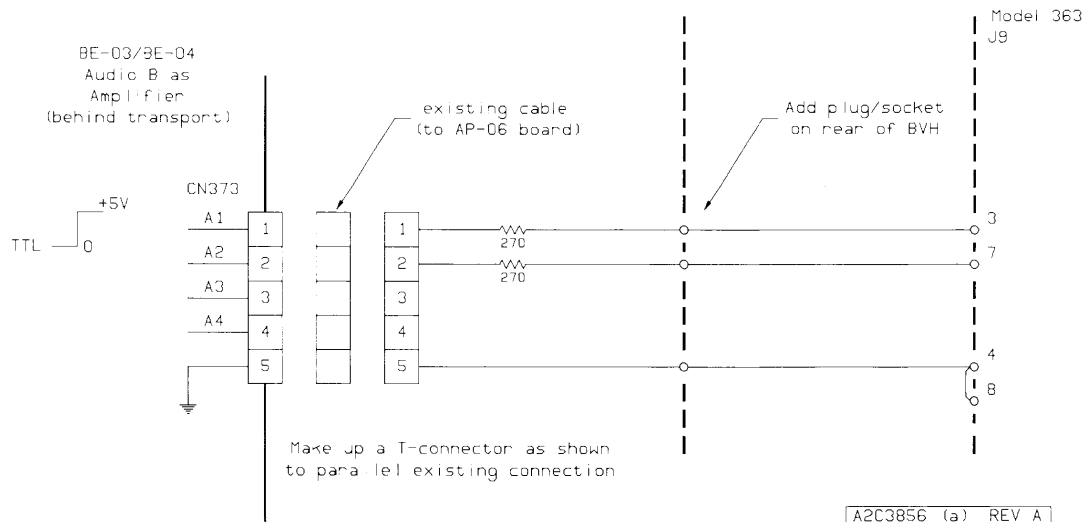 Model 363
J9
BE-03/BE-04
Audio B as
Amplifier
(behind transport)
existing cable
(to AP-06 board)
Add plug/socket
on rear of BVH
CN373
+5V
TTL
0
A1
A2
A3
A4
1
2
3
4
5
1
2
3
4
5
270
270
3
7
4
8
Make up a T-connector as shown
to parallel existing connection
A2C3856 (a) REV A